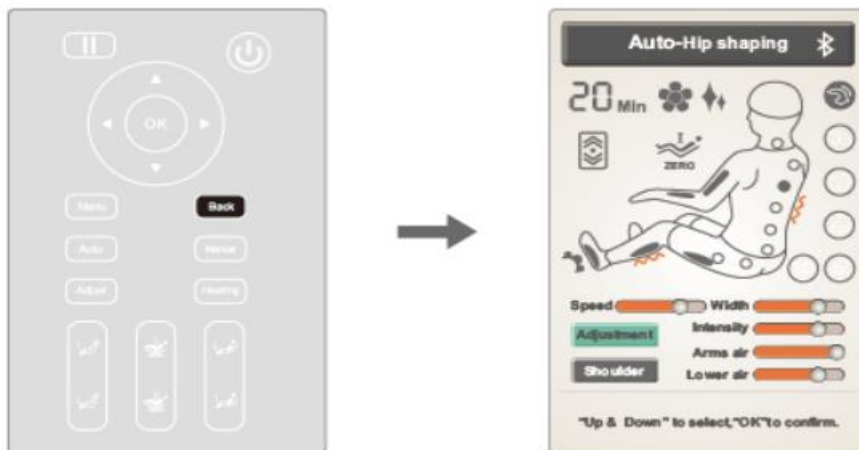 OK
Menu
Back
Auto
Adjust
Heating
Auto-Hip shaping
20 Min
I
ZERO
Speed
Width
Adjustment
Intensity
Arms air
Shoulder
Lower air
"Up & Down" to select,"OK"to confirm.